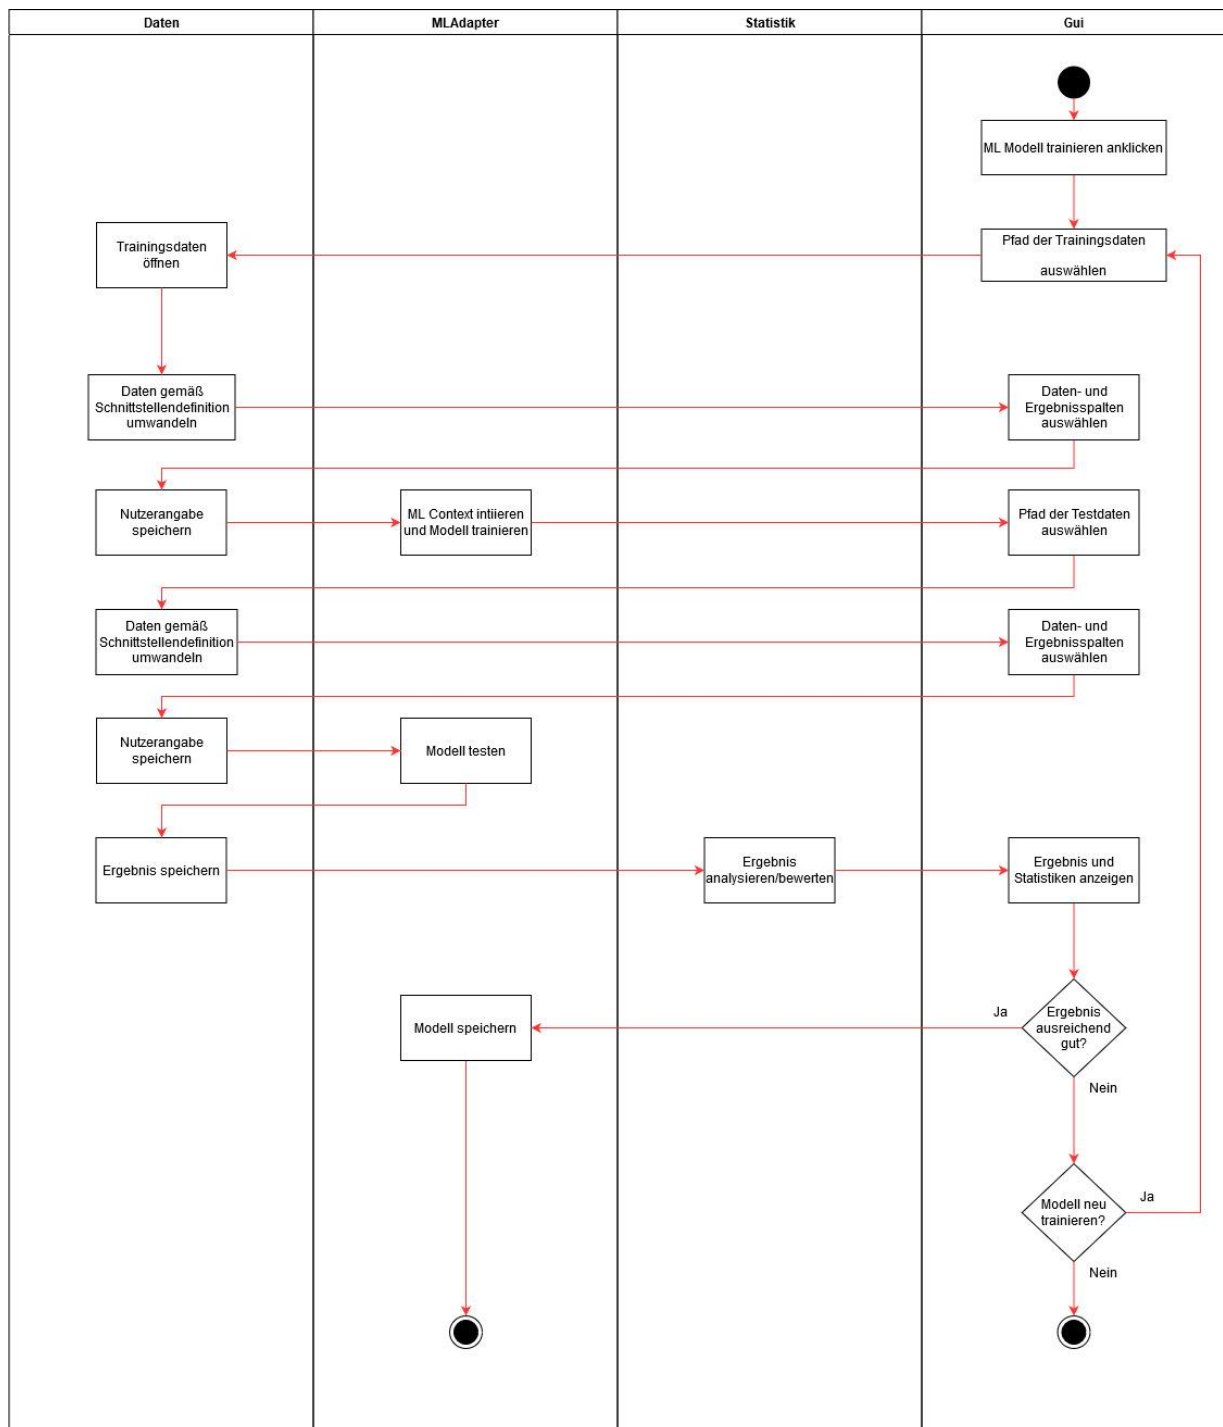 Daten
MLAdapter
Statistik
Gui
ML Modell trainieren anklicken
Trainingsdaten
öffnen
Pfad der Trainingsdaten
auswählen
Daten gemäß
Schnittstellendefinition
umwandeln
Daten- und
Ergebnisspalten
auswählen
Nutzerangabe
speichern
ML Context intiieren
und Modell trainieren
Pfad der Testdaten
auswählen
Daten gemäß
Schnittstellendefinition
umwandeln
Daten- und
Ergebnisspalten
auswählen
Nutzerangabe
speichern
Modell testen
Ergebnis speichern
Ergebnis
analysieren/bewerten
Ergebnis und
Statistiken anzeigen
Modell speichern
Ja
Ergebnis
ausreichend
gut?
Nein
Modell neu
trainieren?
Ja
Nein